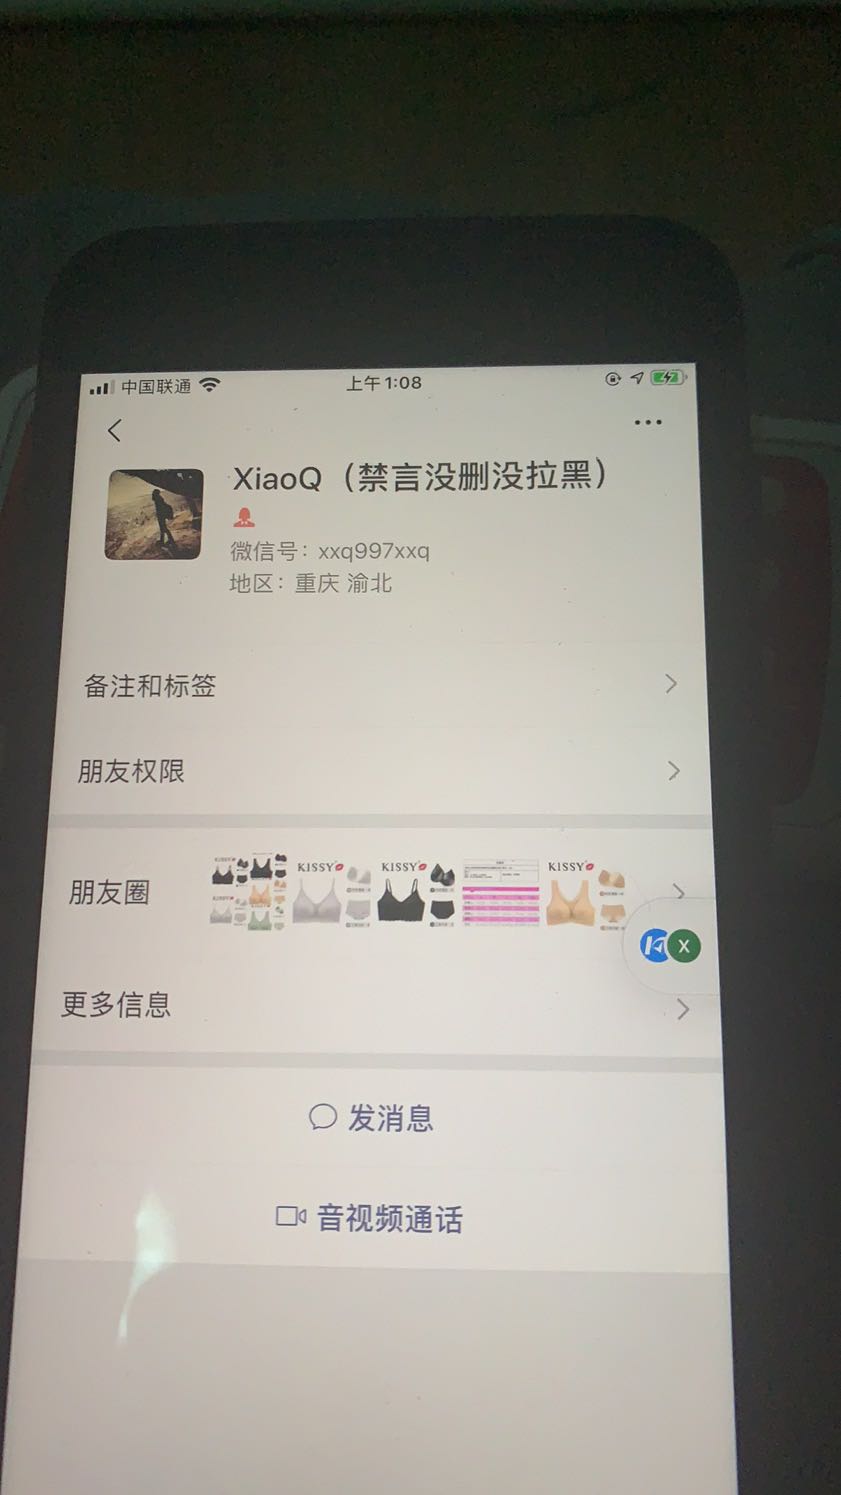 中国联通
上午1:08
XiaoQ（禁言没删没拉黑）
微信号：xxq997xxq
地区：重庆 渝北
备注和标签
朋友权限
朋友圈
KISSY
KISSY
KISSY
KISSY
X
更多信息
发消息
音视频通话